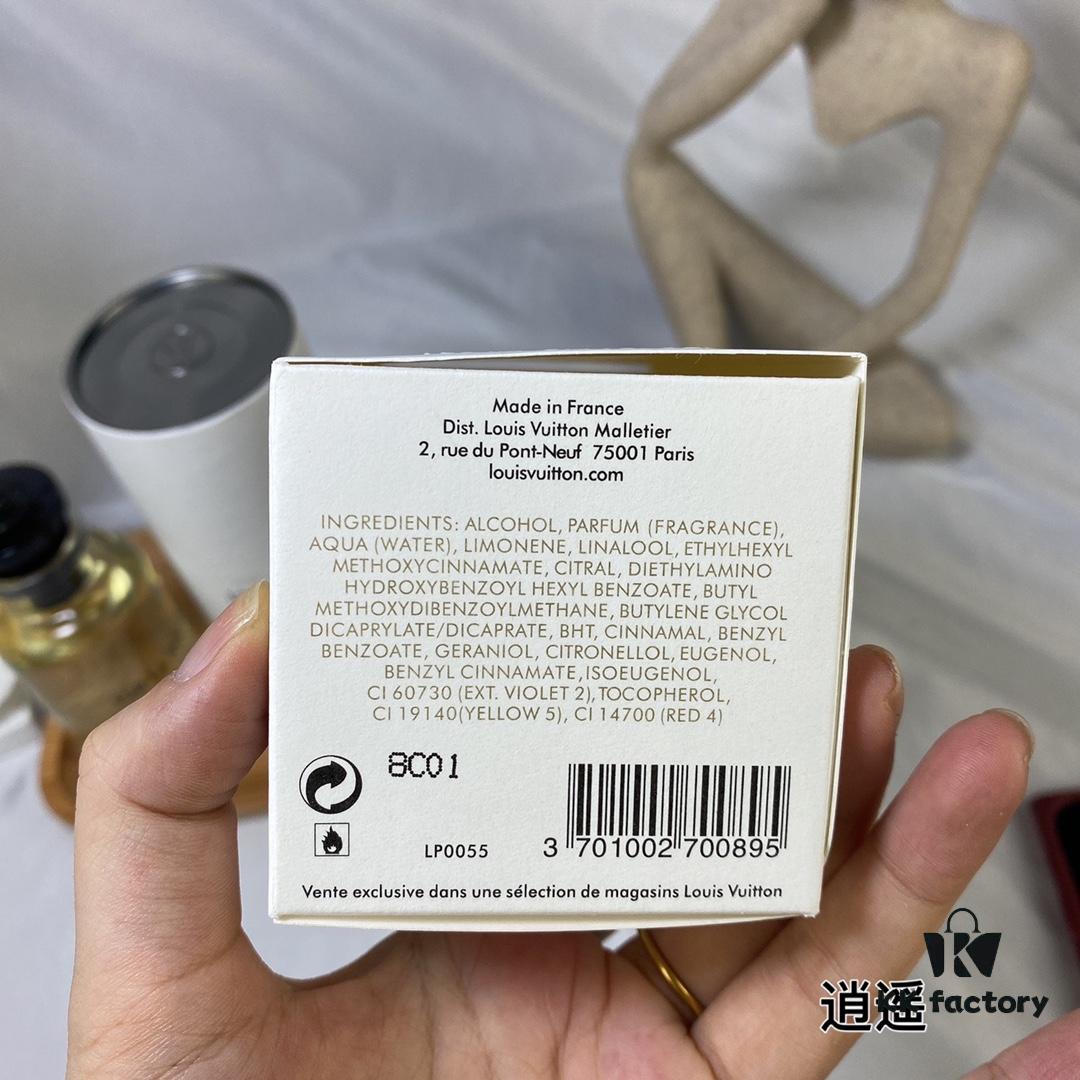 Made in France
Dist. Louis Vuitton Malletier
2, rue du Pont-Neuf 75001 Paris
louisvuitton.com
INGREDIENTS: ALCOHOL, PARFUM (FRAGRANCE),
AQUA (WATER), LIMONENE, LINALOOL, ETHYLHEXYL
METHOXYCINNAMATE, CITRAL, DIETHYLAMINO
HYDROXYBENZOYL HEXYL BENZOATE, BUTYL
METHOXYDIBENZOYLMETHANE, BUTYLENE GLYCOL
DICAPRYLATE/DICAPRATE, BHT, CINNAMAL, BENZYL
BENZOATE, GERANIOL, CITRONELLOL, EUGENOL,
BENZYL CINNAMATE, ISOEUGENOL,
CI 60730 (EXT. VIOLET 2), TOCOPHEROL,
CI 19140(YELLOW 5), CI 14700 (RED 4)
8C01
LP0055
3 701002 700895
Vente exclusive dans une sélection de magasins Louis Vuitton
逍遥
factory